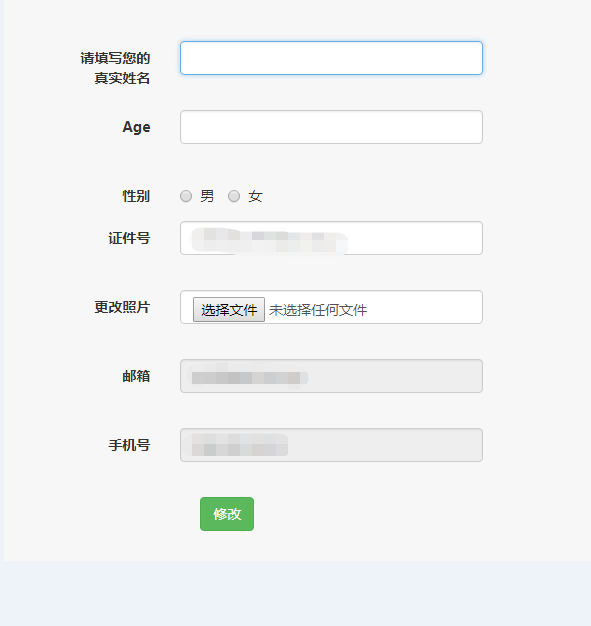 请填写您的
真实姓名
Age
性别 男 女
证件号
更改照片 选择文件 未选择任何文件
邮箱
手机号
修改